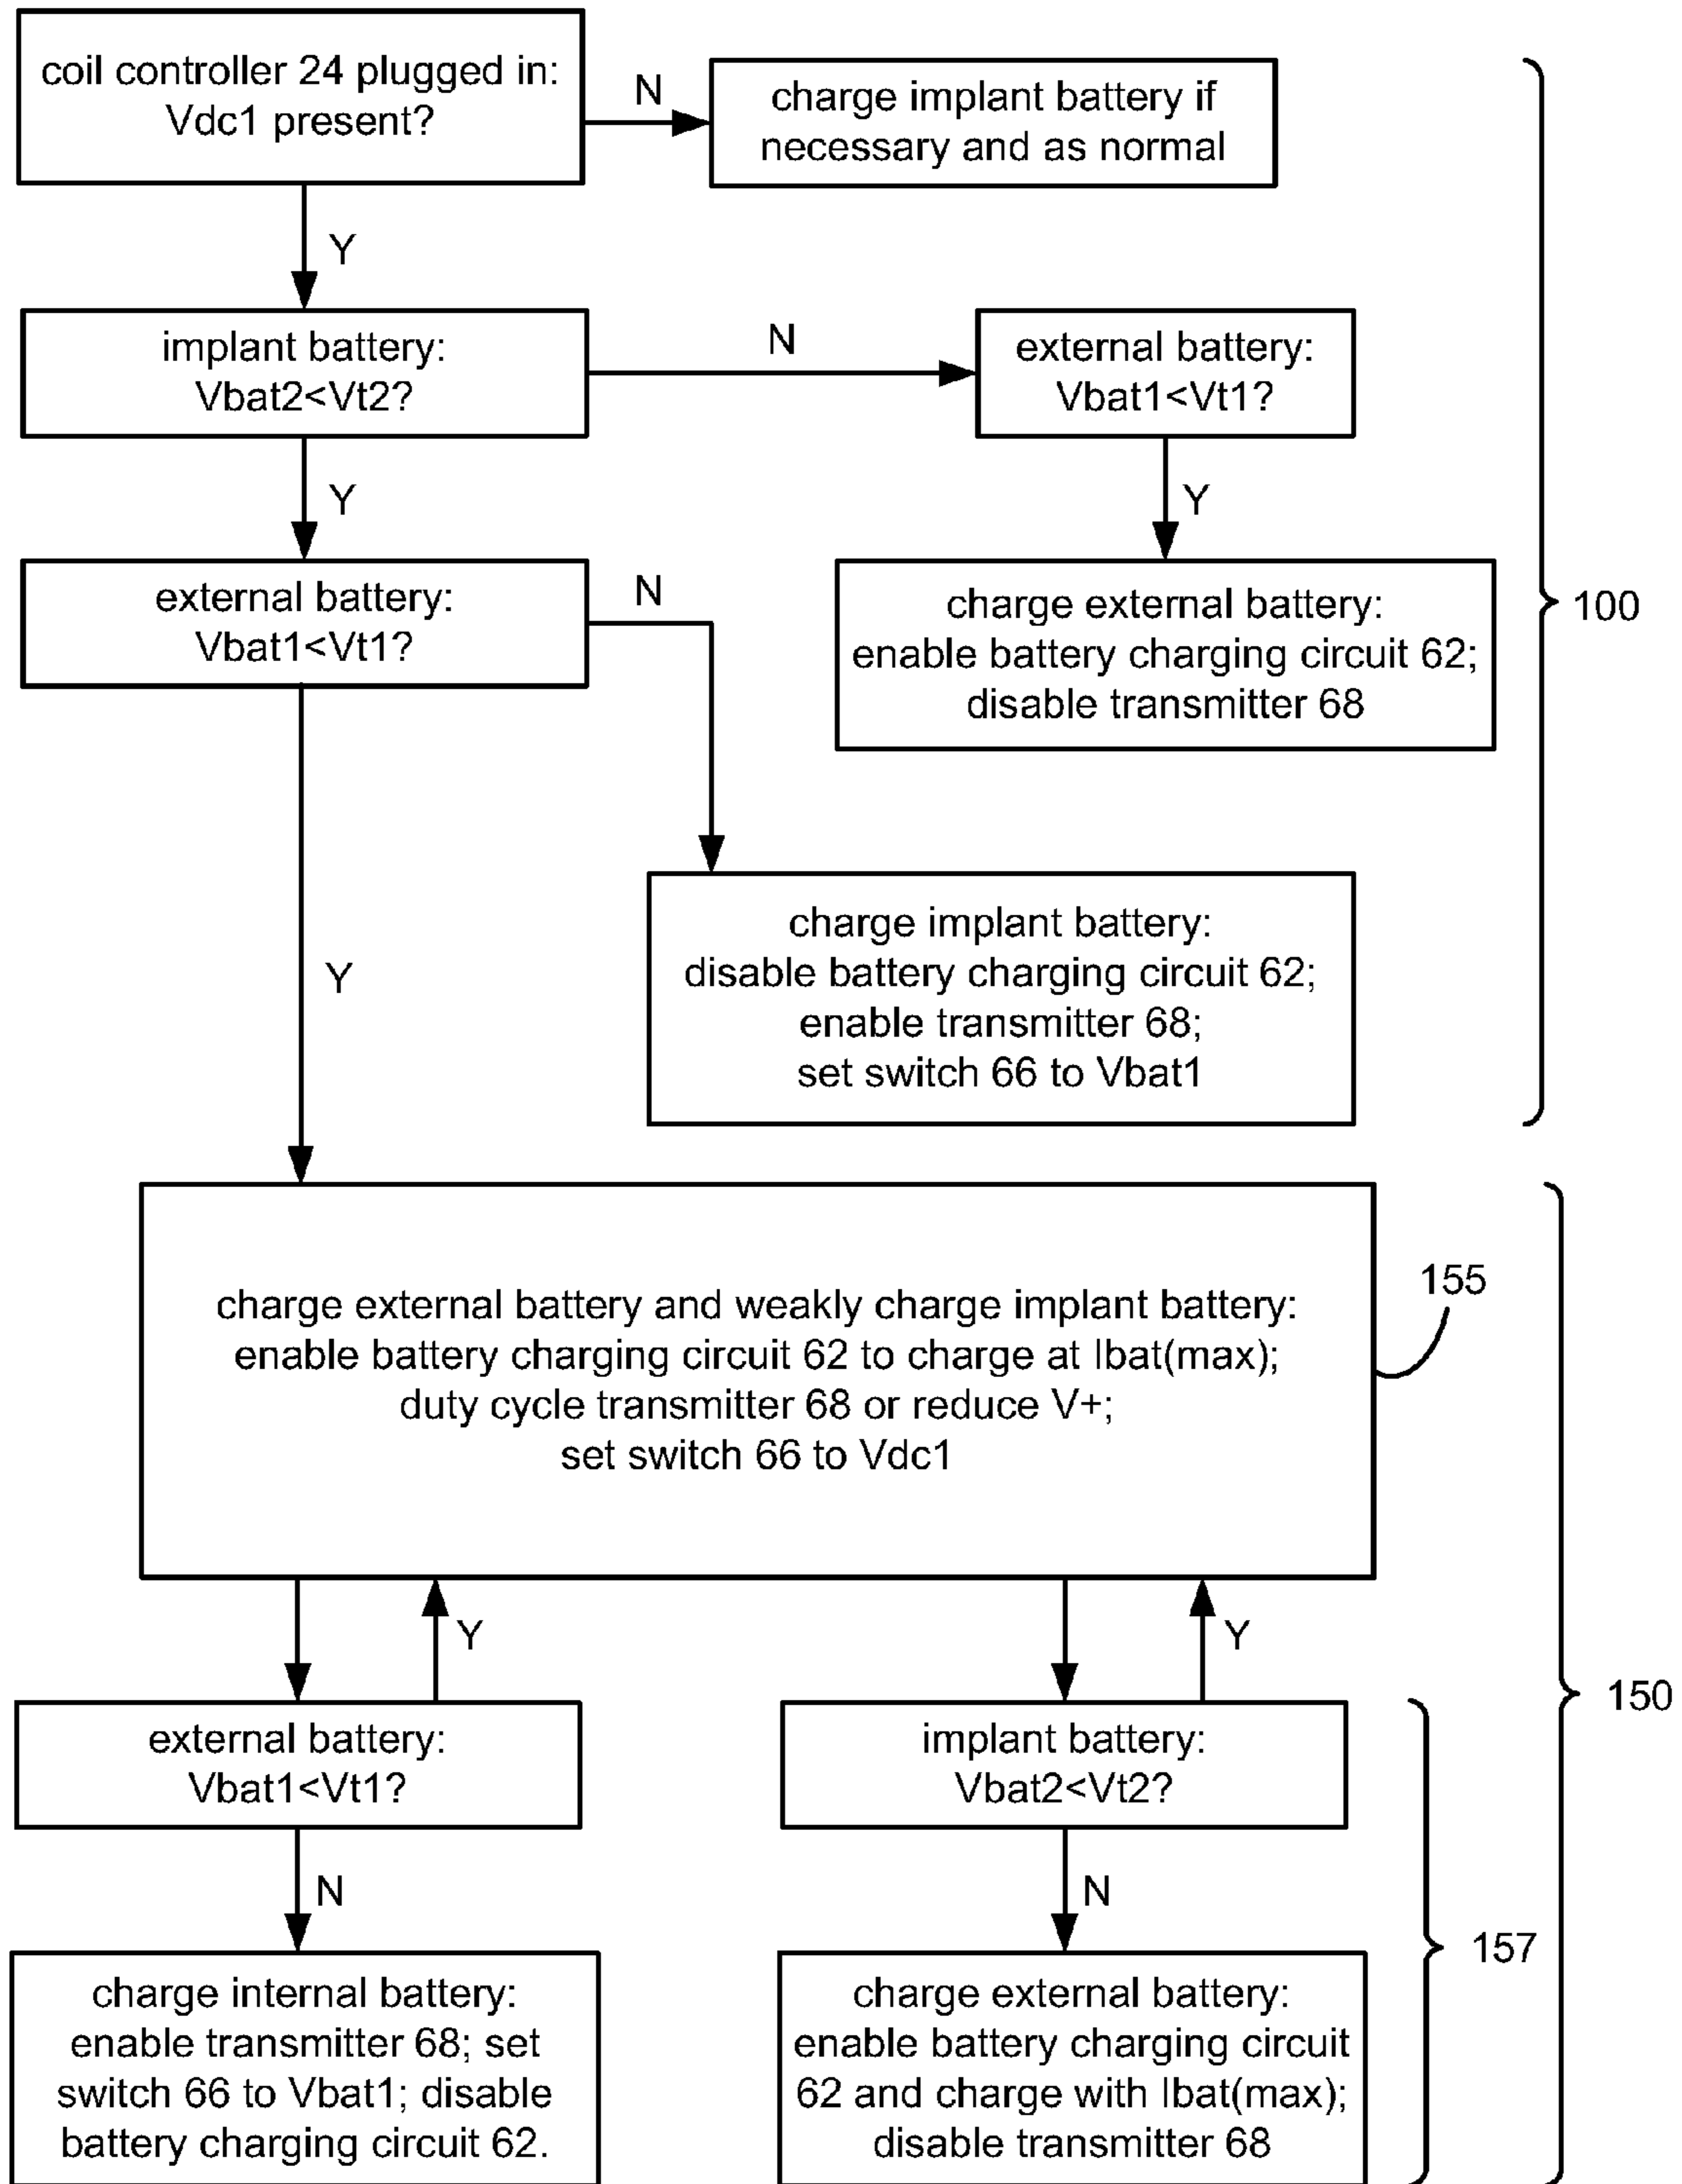 coil controller 24 plugged in:
Vdc1 present?
N
charge implant battery if
necessary and as normal
Y
implant battery:
Vbat2<Vt2?
N
external battery:
Vbat1<Vt1?
Y
Y
external battery:
Vbat1<Vt1?
N
charge external battery:
enable battery charging circuit 62;
disable transmitter 68
100
charge implant battery:
disable battery charging circuit 62;
enable transmitter 68;
set switch 66 to Vbat1
Y
155
charge external battery and weakly charge implant battery:
enable battery charging circuit 62 to charge at Ibat(max);
duty cycle transmitter 68 or reduce V+;
set switch 66 to Vdc1
Y
Y
150
external battery:
Vbat1<Vt1?
implant battery:
Vbat2<Vt2?
N
N
157
charge internal battery:
enable transmitter 68; set
switch 66 to Vbat1; disable
battery charging circuit 62.
charge external battery:
enable battery charging circuit
62 and charge with Ibat(max);
disable transmitter 68